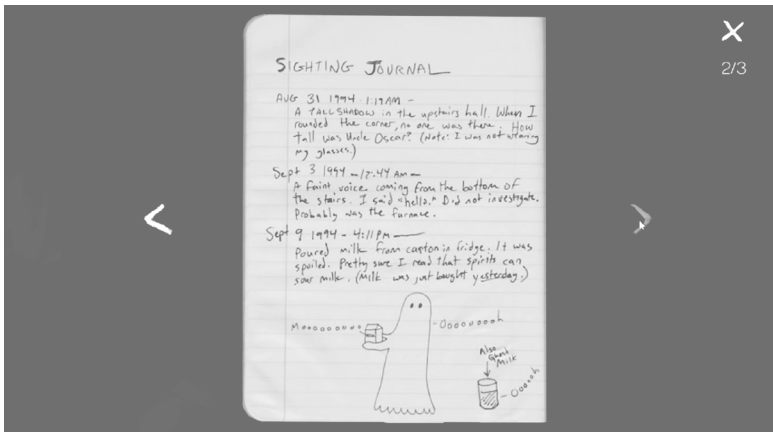 2/3
SIGHTING JOURNAL
AUG 31 1994 - 1:19 AM -
A TALL SHADOW in the upstairs hall. When I
rounded the corner, no one was there. How
tall was Uncle Oscar? (Note: I was not wearing
my glasses.)
Sept 3 1994 - 12:44 AM -
A faint voice coming from the bottom of
the stairs. I said "hello." Did not investigate.
Probably was the furnace.
Sept 9 1994 - 4:11 PM -
Poured milk from carton in fridge. It was
spoiled. Pretty sure I read that spirits can
sour milk. (Milk was just bought yesterday.)
Mooooooooo
-Oooooooooh
Also
Ghost
Milk
-Oooooh